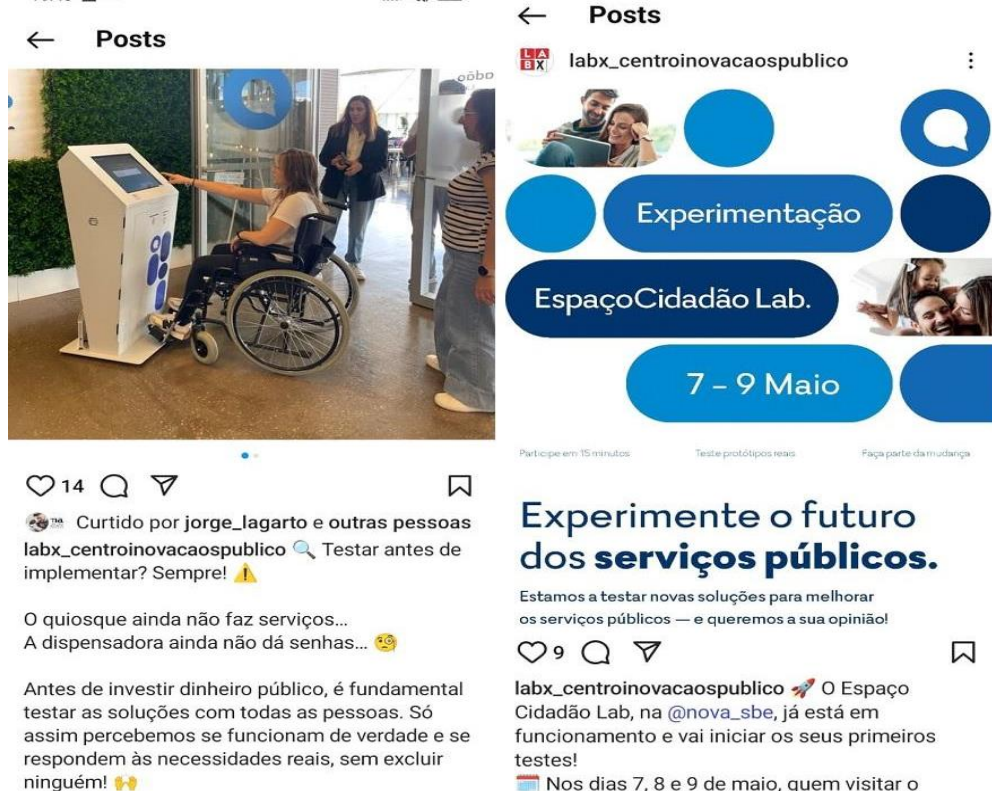 Posts
14
Curtido por jorge_lagarto e outras pessoas
labx_centroinovacaospublico 🔍 Testar antes de
implementar? Sempre! ⚠️
O quiosque ainda não faz serviços...
A dispensadora ainda não dá senhas... 🧐
Antes de investir dinheiro público, é fundamental
testar as soluções com todas as pessoas. Só
assim percebemos se funcionam de verdade e se
respondem às necessidades reais, sem excluir
ninguém! 🙌
Posts
LABX
labx_centroinovacaospublico
Experimentação
EspaçoCidadão Lab.
7 – 9 Maio
Participe em 15 minutos
Teste protótipos reais
Faça parte da mudança
Experimente o futuro
dos serviços públicos.
Estamos a testar novas soluções para melhorar
os serviços públicos — e queremos a sua opinião!
9
labx_centroinovacaospublico 🚀 O Espaço
Cidadão Lab, na @nova_sbe, já está em
funcionamento e vai iniciar os seus primeiros
testes!
🗓️ Nos dias 7, 8 e 9 de maio, quem visitar o